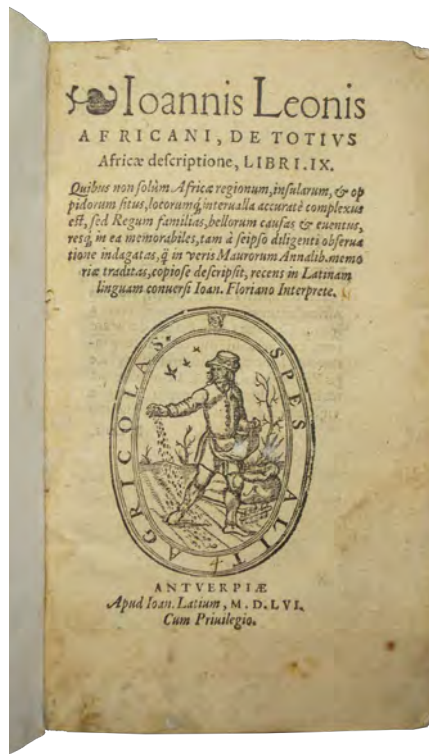 Ioannis Leonis
AFRICANI, DE TOTIVS
Africæ deſcriptione, LIBRI. IX.
Quibus non ſolùm Africæ regionum, inſularum, & op
pidorum ſitus, locorumq́; interualla accuratè complexus
eſt, ſed Regum familias, bellorum cauſas & euentus,
resq́; in ea memorabiles, tam à ſeipſo diligenti obſerua
tione indagatas, q̃ in veris Maurorum Annalib. memo
riæ traditas, copioſe deſcripſit, recens in Latinam
linguam conuerſi Ioan. Floriano Interprete.
SPES ALIT AGRICOLAS.
ANTVERPIÆ
Apud Ioan. Latium, M. D. LVI.
Cum Priuilegio.